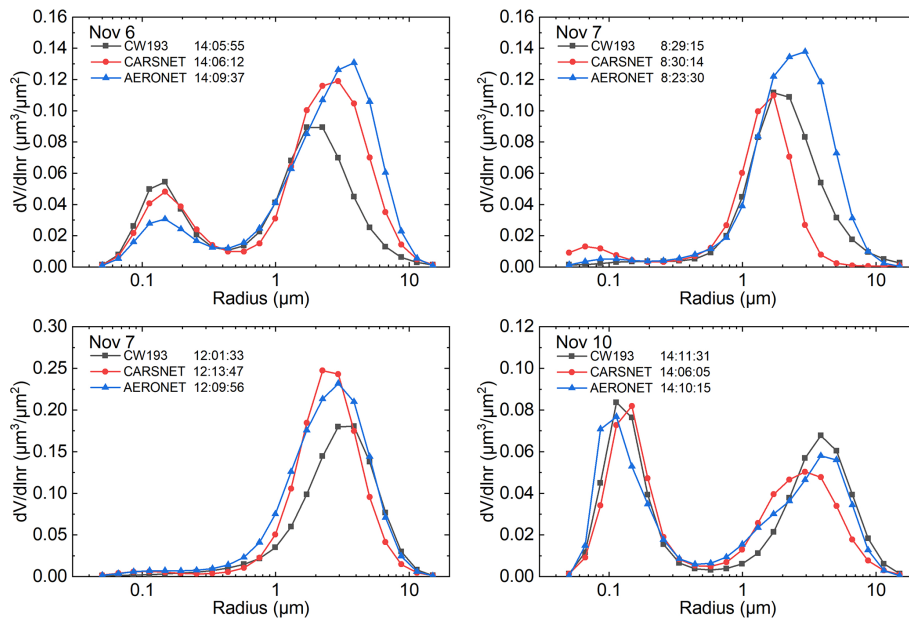 Nov 6
CW193 14:05:55
CARSNET 14:06:12
AERONET 14:09:37
dV/dlnr (μm³/μm²)
0.16
0.14
0.12
0.10
0.08
0.06
0.04
0.02
0.00
0.1
1
10
Radius (μm)
Nov 7
CW193 8:29:15
CARSNET 8:30:14
AERONET 8:23:30
dV/dlnr (μm³/μm²)
0.16
0.14
0.12
0.10
0.08
0.06
0.04
0.02
0.00
0.1
1
10
Radius (μm)
Nov 7
CW193 12:01:33
CARSNET 12:13:47
AERONET 12:09:56
dV/dlnr (μm³/μm²)
0.30
0.25
0.20
0.15
0.10
0.05
0.00
0.1
1
10
Radius (μm)
Nov 10
CW193 14:11:31
CARSNET 14:06:05
AERONET 14:10:15
dV/dlnr (μm³/μm²)
0.12
0.10
0.08
0.06
0.04
0.02
0.00
0.1
1
10
Radius (μm)